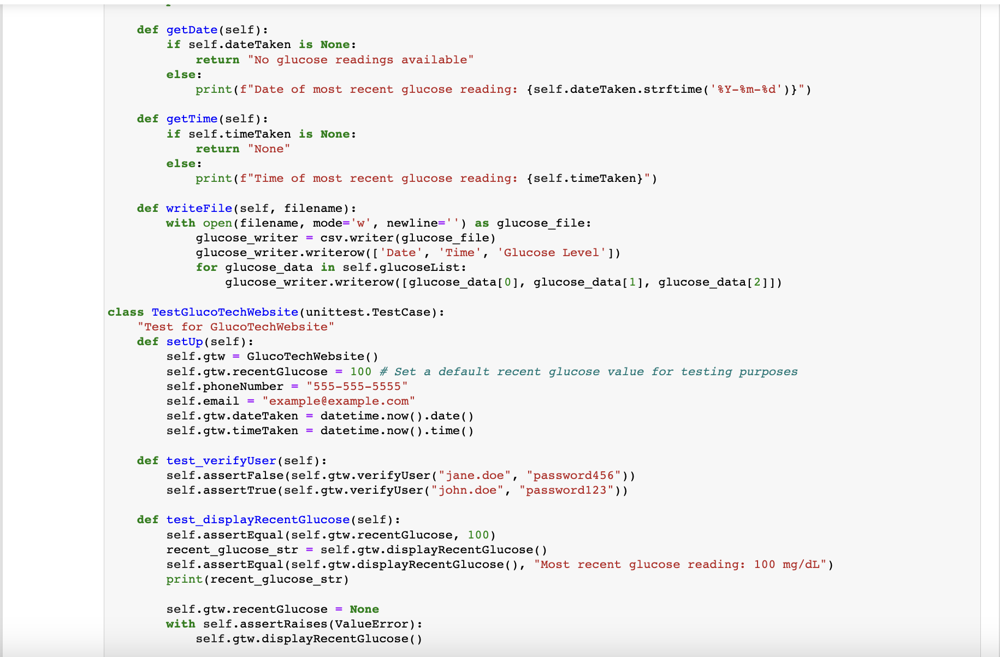 def getDate(self):
if self.dateTaken is None:
return "No glucose readings available"
else:
print(f"Date of most recent glucose reading: {self.dateTaken.strftime('%Y-%m-%d')}")
def getTime(self):
if self.timeTaken is None:
return "None"
else:
print(f"Time of most recent glucose reading: {self.timeTaken}")
def writeFile(self, filename):
with open(filename, mode='w', newline='') as glucose_file:
glucose_writer = csv.writer(glucose_file)
glucose_writer.writerow(['Date', 'Time', 'Glucose Level'])
for glucose_data in self.glucoseList:
glucose_writer.writerow([glucose_data[0], glucose_data[1], glucose_data[2]])
class TestGlucoTechWebsite(unittest.TestCase):
"Test for GlucoTechWebsite"
def setUp(self):
self.gtw = GlucoTechWebsite()
self.gtw.recentGlucose = 100 # Set a default recent glucose value for testing purposes
self.phoneNumber = "555-555-5555"
self.email = "example@example.com"
self.gtw.dateTaken = datetime.now().date()
self.gtw.timeTaken = datetime.now().time()
def test_verifyUser(self):
self.assertFalse(self.gtw.verifyUser("jane.doe", "password456"))
self.assertTrue(self.gtw.verifyUser("john.doe", "password123"))
def test_displayRecentGlucose(self):
self.assertEqual(self.gtw.recentGlucose, 100)
recent_glucose_str = self.gtw.displayRecentGlucose()
self.assertEqual(self.gtw.displayRecentGlucose(), "Most recent glucose reading: 100 mg/dL")
print(recent_glucose_str)
self.gtw.recentGlucose = None
with self.assertRaises(ValueError):
self.gtw.displayRecentGlucose()